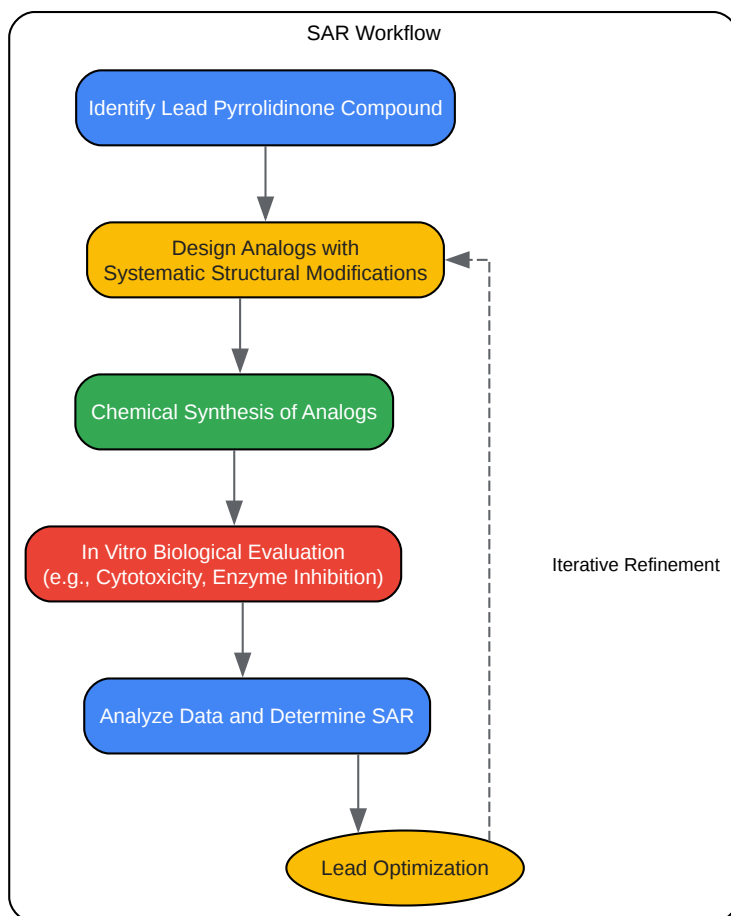 SAR Workflow
Identify Lead Pyrrolidinone Compound
Design Analogs with
Systematic Structural Modifications
Chemical Synthesis of Analogs
In Vitro Biological Evaluation
(e.g., Cytotoxicity, Enzyme Inhibition)
Iterative Refinement
Analyze Data and Determine SAR
Lead Optimization